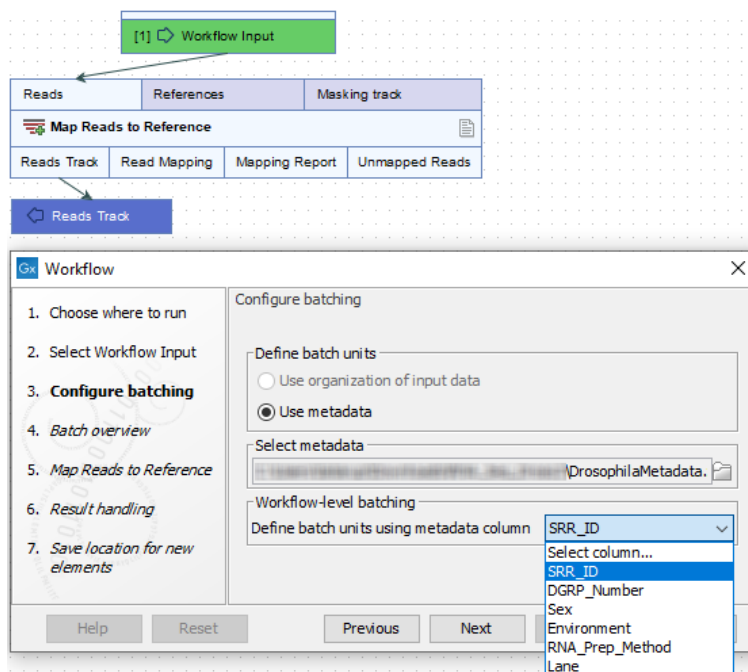 [1] Workflow Input
Reads References Masking track
Map Reads to Reference
Reads Track Read Mapping Mapping Report Unmapped Reads
Reads Track
Gx Workflow
Configure batching
1. Choose where to run
2. Select Workflow Input
3. Configure batching
4. Batch overview
5. Map Reads to Reference
6. Result handling
7. Save location for new
elements
Define batch units
Use organization of input data
Use metadata
Select metadata
\DrosophilaMetadata.
Workflow-level batching
Define batch units using metadata column SRR_ID
Select column...
SRR_ID
DGRP_Number
Sex
Environment
RNA_Prep_Method
Lane
Help Reset Previous Next